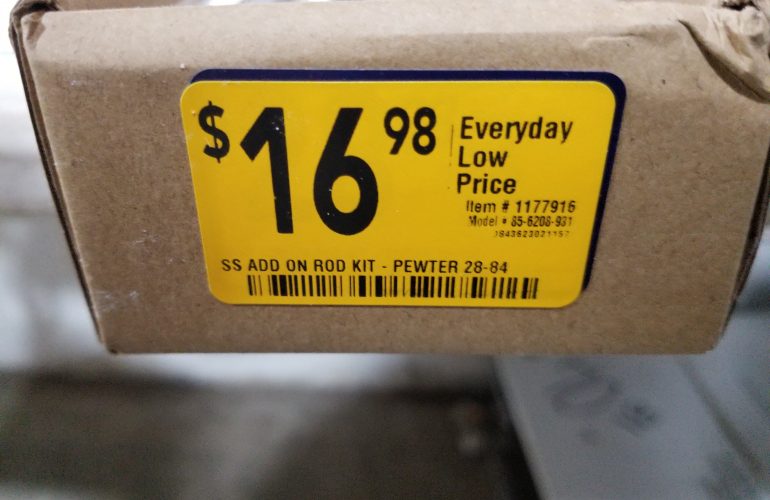 $16 98
Everyday
Low
Price
Item # 1177916
Model # 85-6208-931
SS ADD ON ROD KIT - PEWTER 28-84